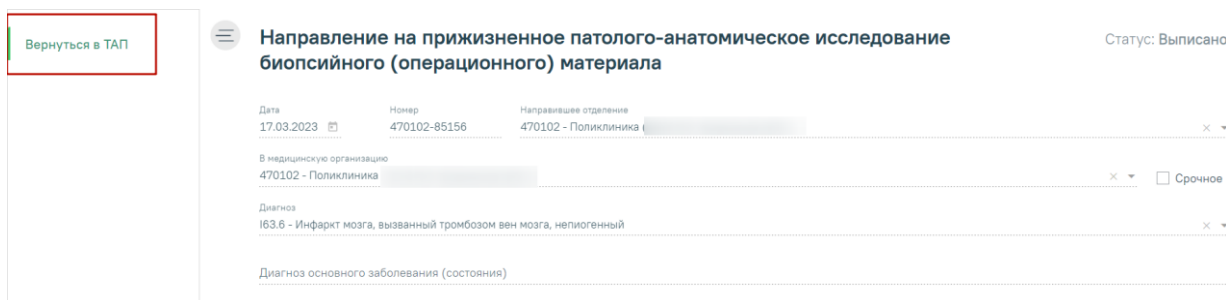 Вернуться в ТАП
Направление на прижизненное патолого-анатомическое исследование
биопсийного (операционного) материала
Статус: Выписано
Дата
Номер
Направившее отделение
17.03.2023
470102-85156
470102 - Поликлиника (
В медицинскую организацию
470102 - Поликлиника
Срочное
Диагноз
I63.6 - Инфаркт мозга, вызванный тромбозом вен мозга, непиогенный
Диагноз основного заболевания (состояния)